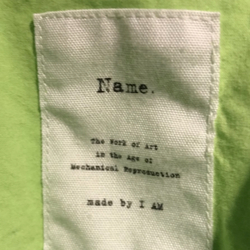 Name.
The Work of Art
in the Age of
Mechanical Reproduction
made by I AM